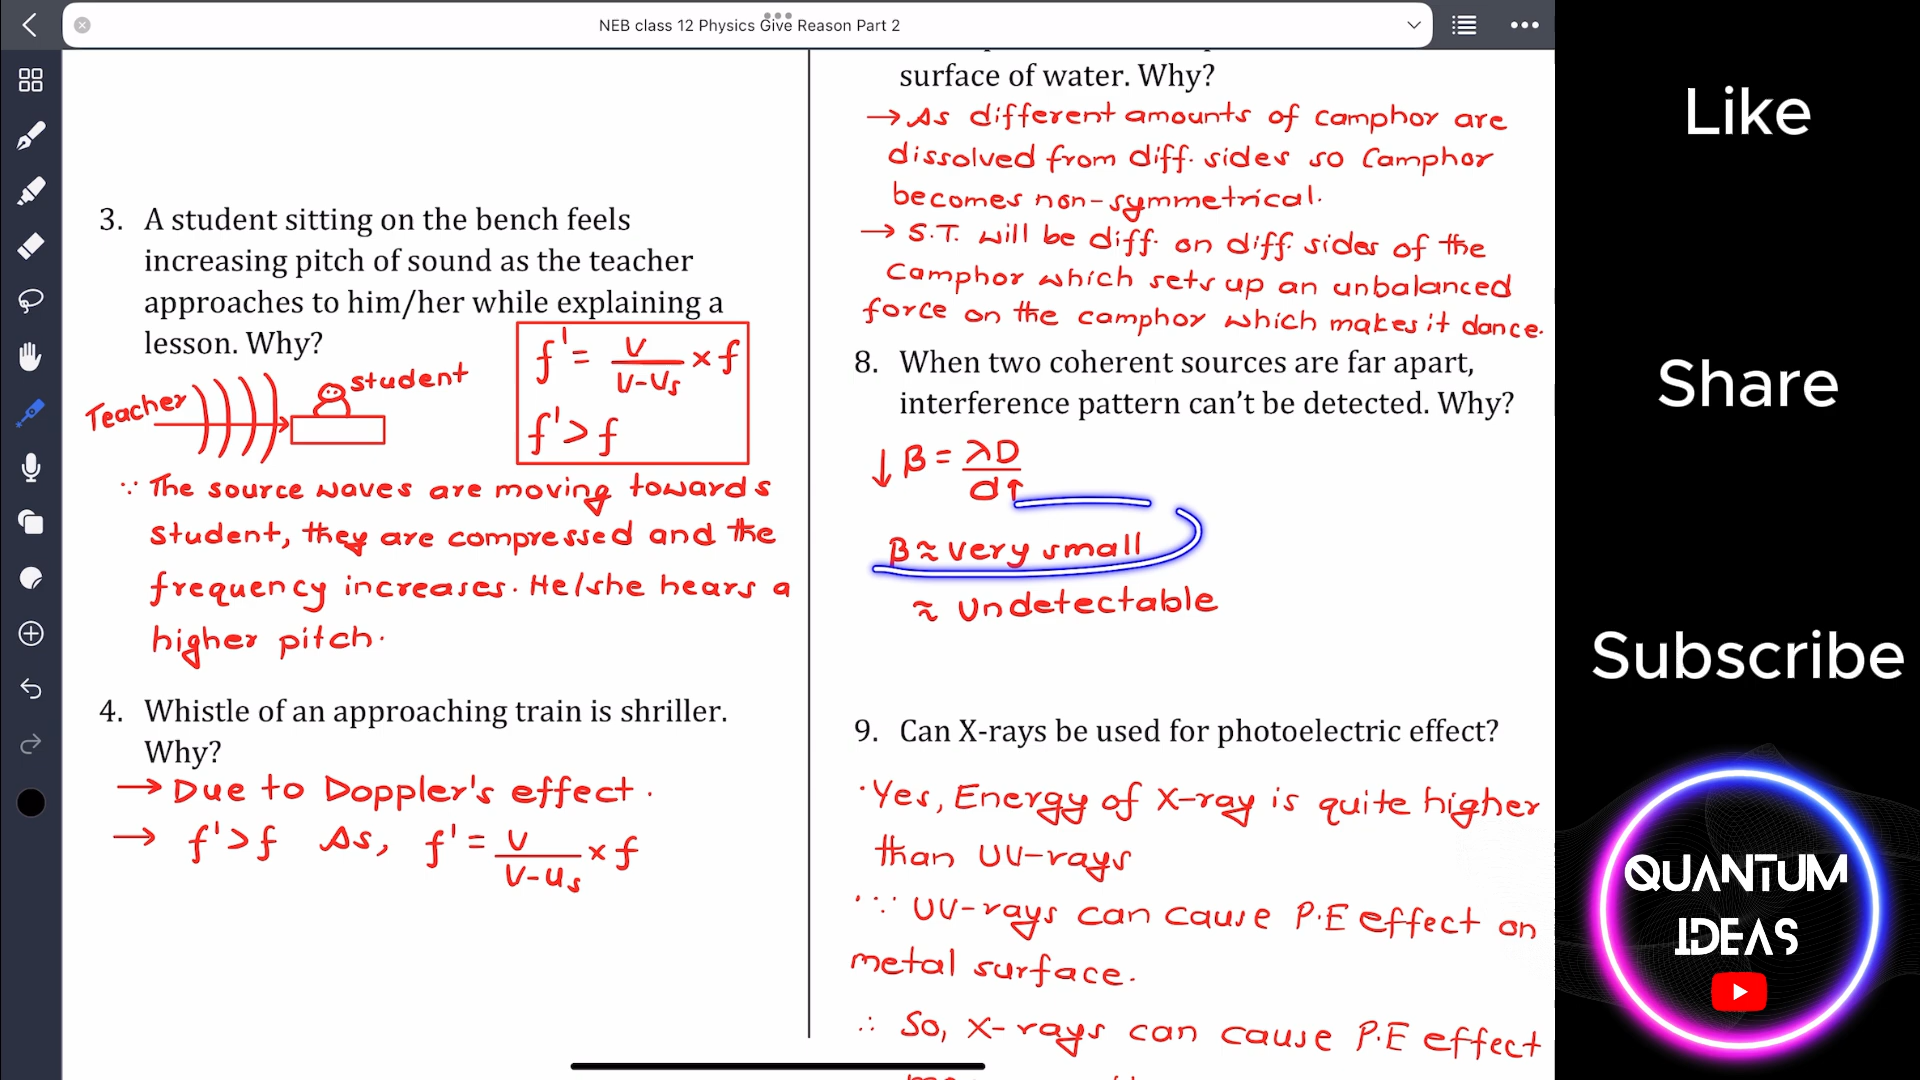 NEB class 12 Physics Give Reason Part 2
3. A student sitting on the bench feels
increasing pitch of sound as the teacher
approaches to him/her while explaining a
lesson. Why?
f' = v / v-us × f
f' > f
Teacher
student
∵ The source waves are moving towards
student, they are compressed and the
frequency increases. He/she hears a
higher pitch.
4. Whistle of an approaching train is shriller.
Why?
→ Due to Doppler's effect.
→ f' > f As, f' = v / v-us × f
surface of water. Why?
→ As different amounts of camphor are
dissolved from diff. sides so camphor
becomes non-symmetrical.
→ S.T. will be diff. on diff. sides of the
camphor which sets up an unbalanced
force on the camphor which makes it dance.
8. When two coherent sources are far apart,
interference pattern can't be detected. Why?
↓ β = λD / d↑
β ≈ very small
≈ undetectable
9. Can X-rays be used for photoelectric effect?
· Yes, Energy of X-ray is quite higher
than UV-rays
∵ UV-rays can cause P.E effect on
metal surface.
∴ So, X-rays can cause P.E effect
Like
Share
Subscribe
QUANTUM
IDEAS